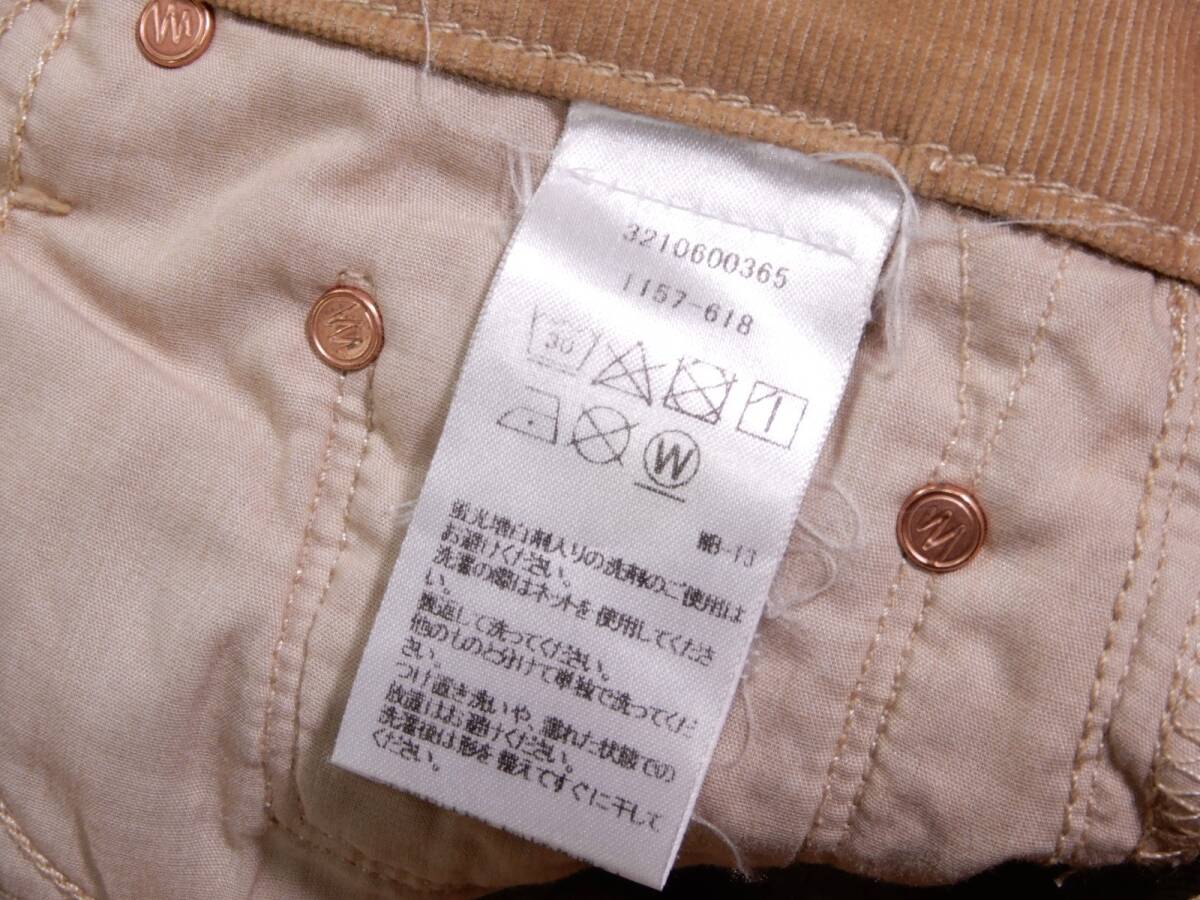 3210600365
1157-618
30
W
NB-13
蛍光増白剤入りの洗剤のご使用は
お避けください。
洗濯の際はネットを使用してくださ
い。
裏返して洗ってください。
他のものと分けて単独で洗ってくだ
さい。
つけ置き洗いや、濡れた状態での
放置はお避けください。
洗濯後は形を整えてすぐに干して
ください。